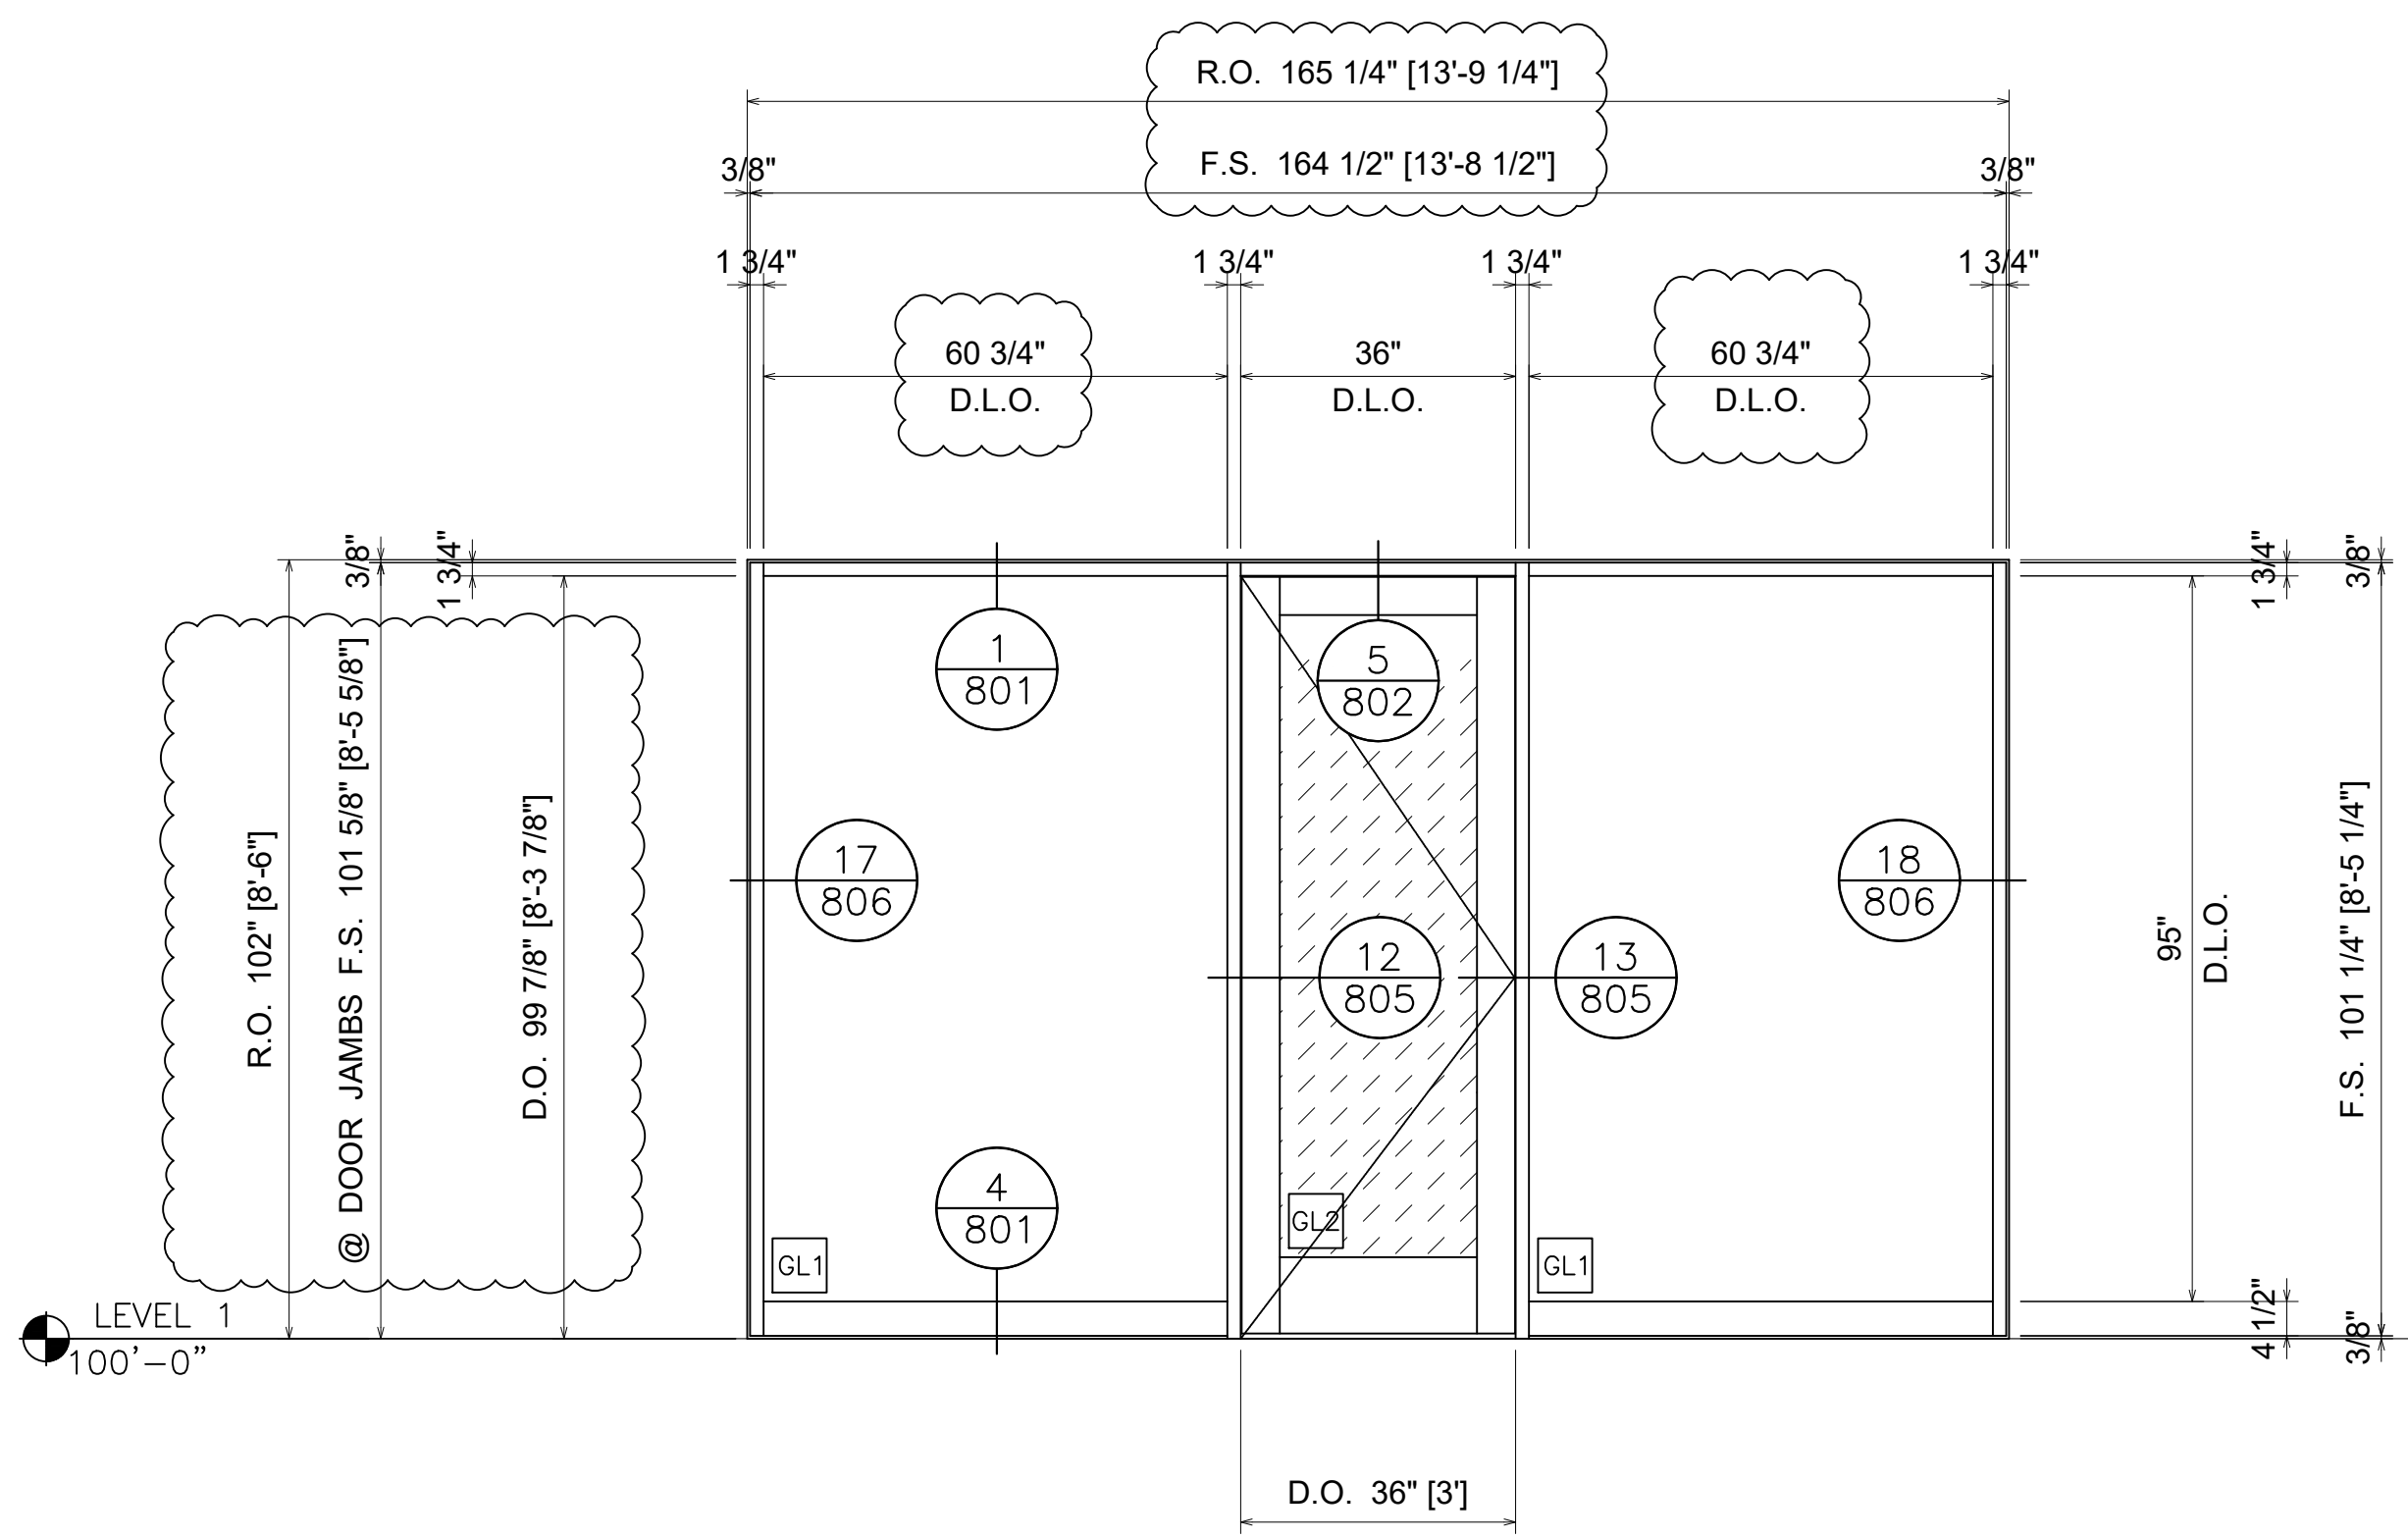 R.O. 165 1/4" [13'-9 1/4"]
F.S. 164 1/2" [13'-8 1/2"]
3/8"
3/8"
1 3/4"
1 3/4"
1 3/4"
1 3/4"
60 3/4"
D.L.O.
36"
D.L.O.
60 3/4"
D.L.O.
3/8"
1 3/4"
1 3/4"
3/8"
R.O. 102" [8'-6"]
@ DOOR JAMBS F.S. 101 5/8" [8'-5 5/8"]
D.O. 99 7/8" [8'-3 7/8"]
1
801
5
802
17
806
18
806
12
805
13
805
4
801
GL1
GL2
GL1
95"
D.L.O.
F.S. 101 1/4" [8'-5 1/4"]
4 1/2"
3/8"
LEVEL 1
100'-0"
D.O. 36" [3']